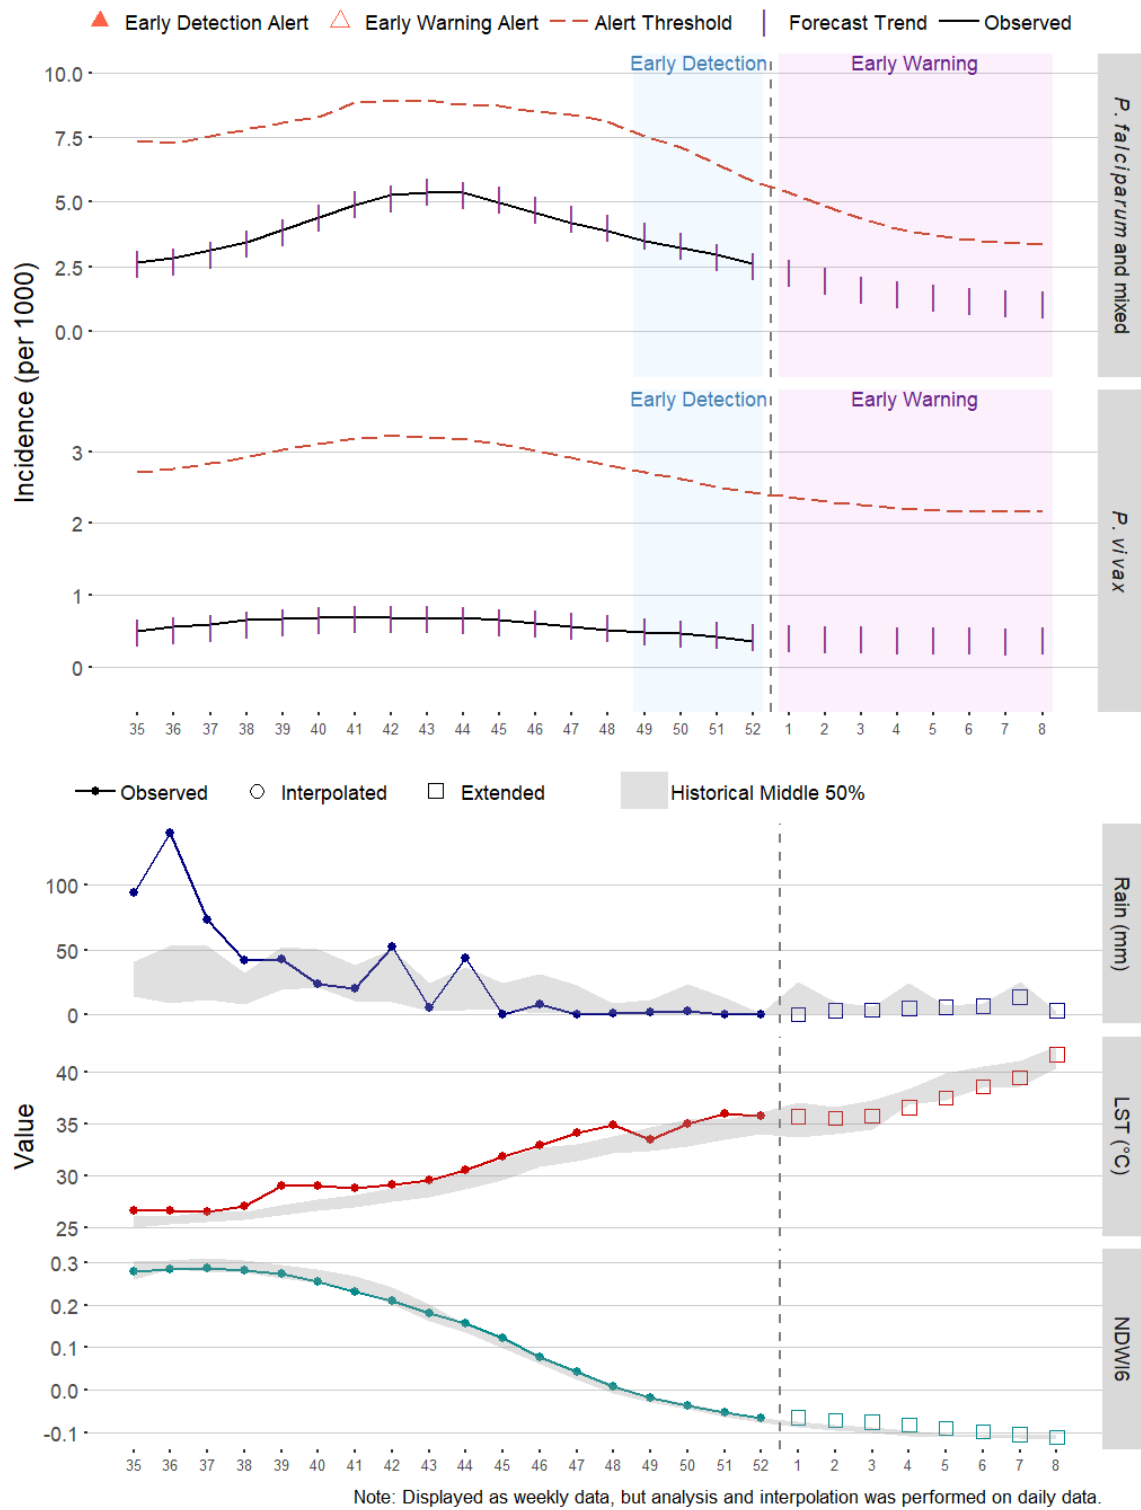 Early Detection Alert Early Warning Alert Alert Threshold Forecast Trend Observed
Early Detection Early Warning
10.0
7.5
5.0
2.5
0.0
P. falciparum and mixed
Incidence (per 1000)
Early Detection Early Warning
3
2
1
0
P. vivax
35 36 37 38 39 40 41 42 43 44 45 46 47 48 49 50 51 52 1 2 3 4 5 6 7 8
Observed Interpolated Extended Historical Middle 50%
100
50
0
Rain (mm)
Value
40
35
30
25
LST (°C)
0.3
0.2
0.1
0.0
-0.1
NDWI6
35 36 37 38 39 40 41 42 43 44 45 46 47 48 49 50 51 52 1 2 3 4 5 6 7 8
Note: Displayed as weekly data, but analysis and interpolation was performed on daily data.